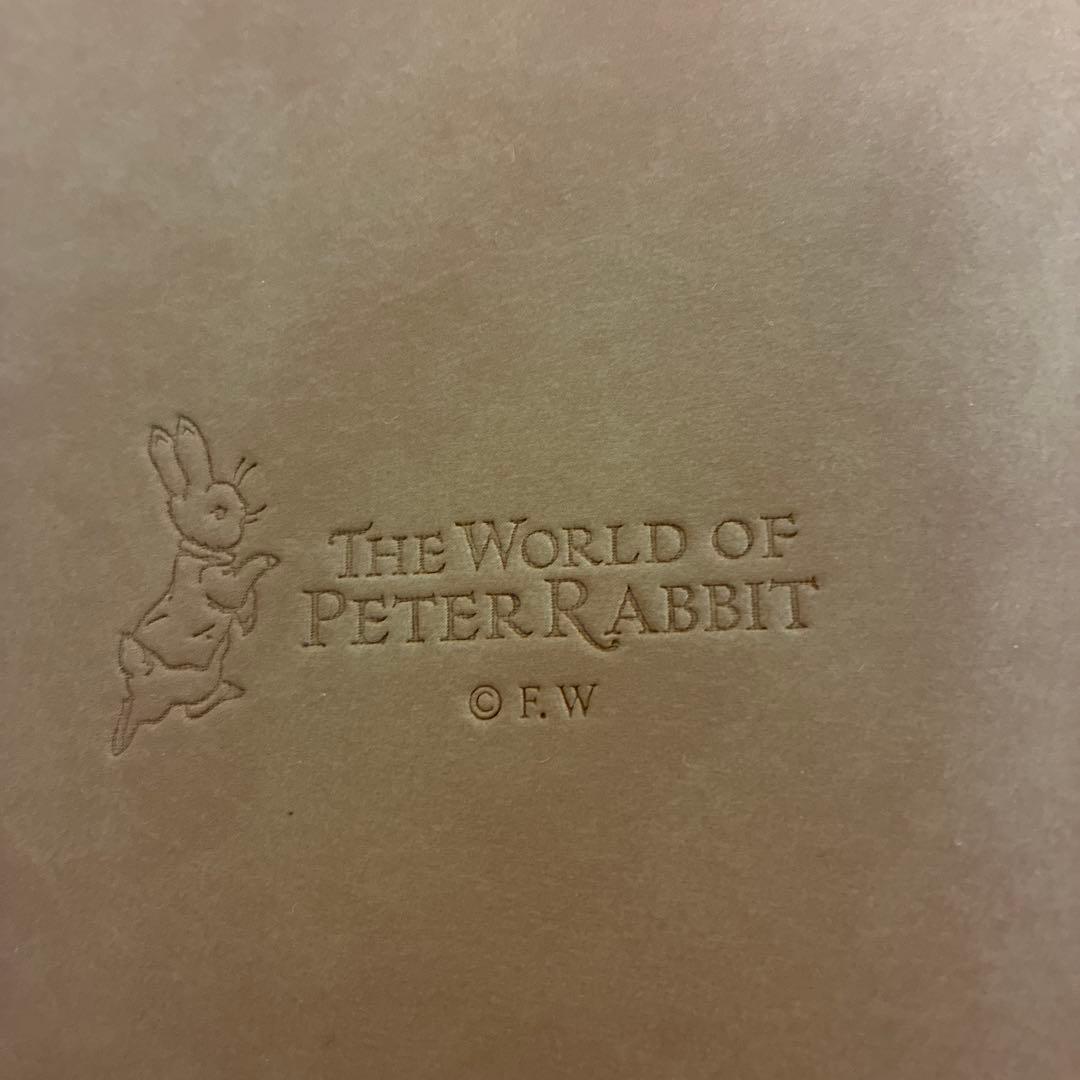 THE WORLD OF
PETER RABBIT
© F. W